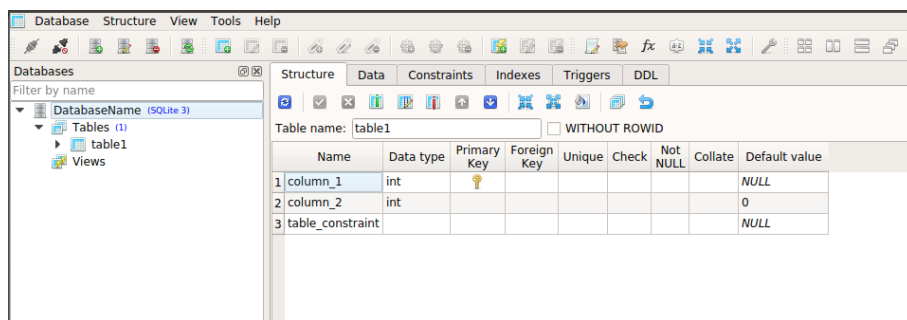 Database Structure View Tools Help
Databases
Filter by name
DatabaseName (SQLite 3)
Tables (1)
table1
Views
Structure Data Constraints Indexes Triggers DDL
Table name: table1 WITHOUT ROWID
Name Data type Primary Key Foreign Key Unique Check Not NULL Collate Default value
1 column_1 int NULL
2 column_2 int 0
3 table_constraint NULL